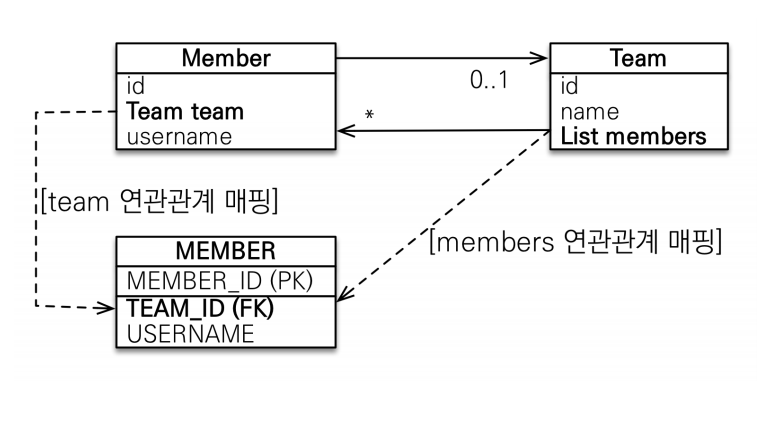 Member
id
Team team
username
0..1
*
Team
id
name
List members
[team 연관관계 매핑]
[members 연관관계 매핑]
MEMBER
MEMBER_ID (PK)
TEAM_ID (FK)
USERNAME